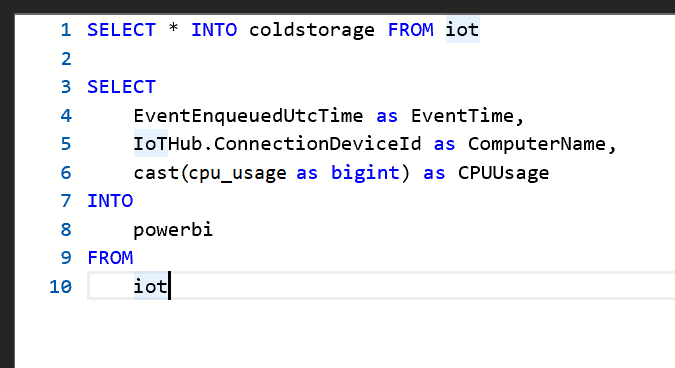 1 SELECT * INTO coldstorage FROM iot
2
3 SELECT
4 EventEnqueuedUtcTime as EventTime,
5 IoTHub.ConnectionDeviceId as ComputerName,
6 cast(cpu_usage as bigint) as CPUUsage
7 INTO
8 powerbi
9 FROM
10 iot